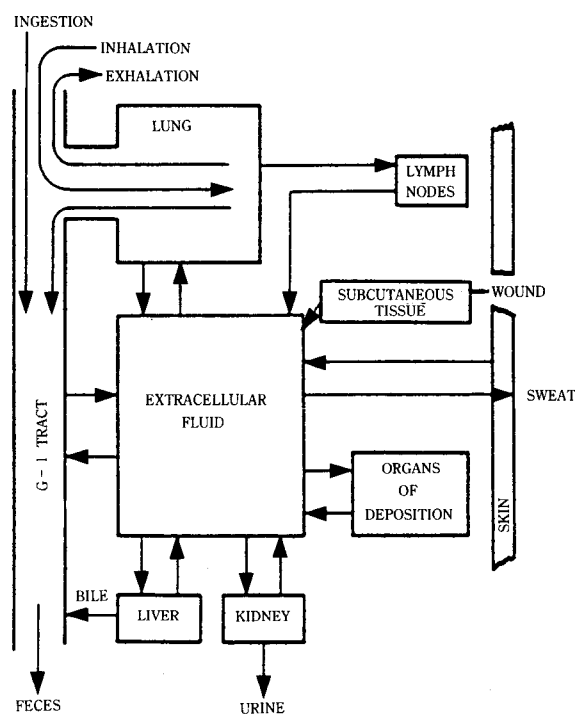 INGESTION
INHALATION
EXHALATION
LUNG
LYMPH
NODES
SUBCUTANEOUS
TISSUE
WOUND
EXTRACELLULAR
FLUID
SWEAT
G-I TRACT
ORGANS
OF
DEPOSITION
SKIN
BILE
LIVER
KIDNEY
FECES
URINE